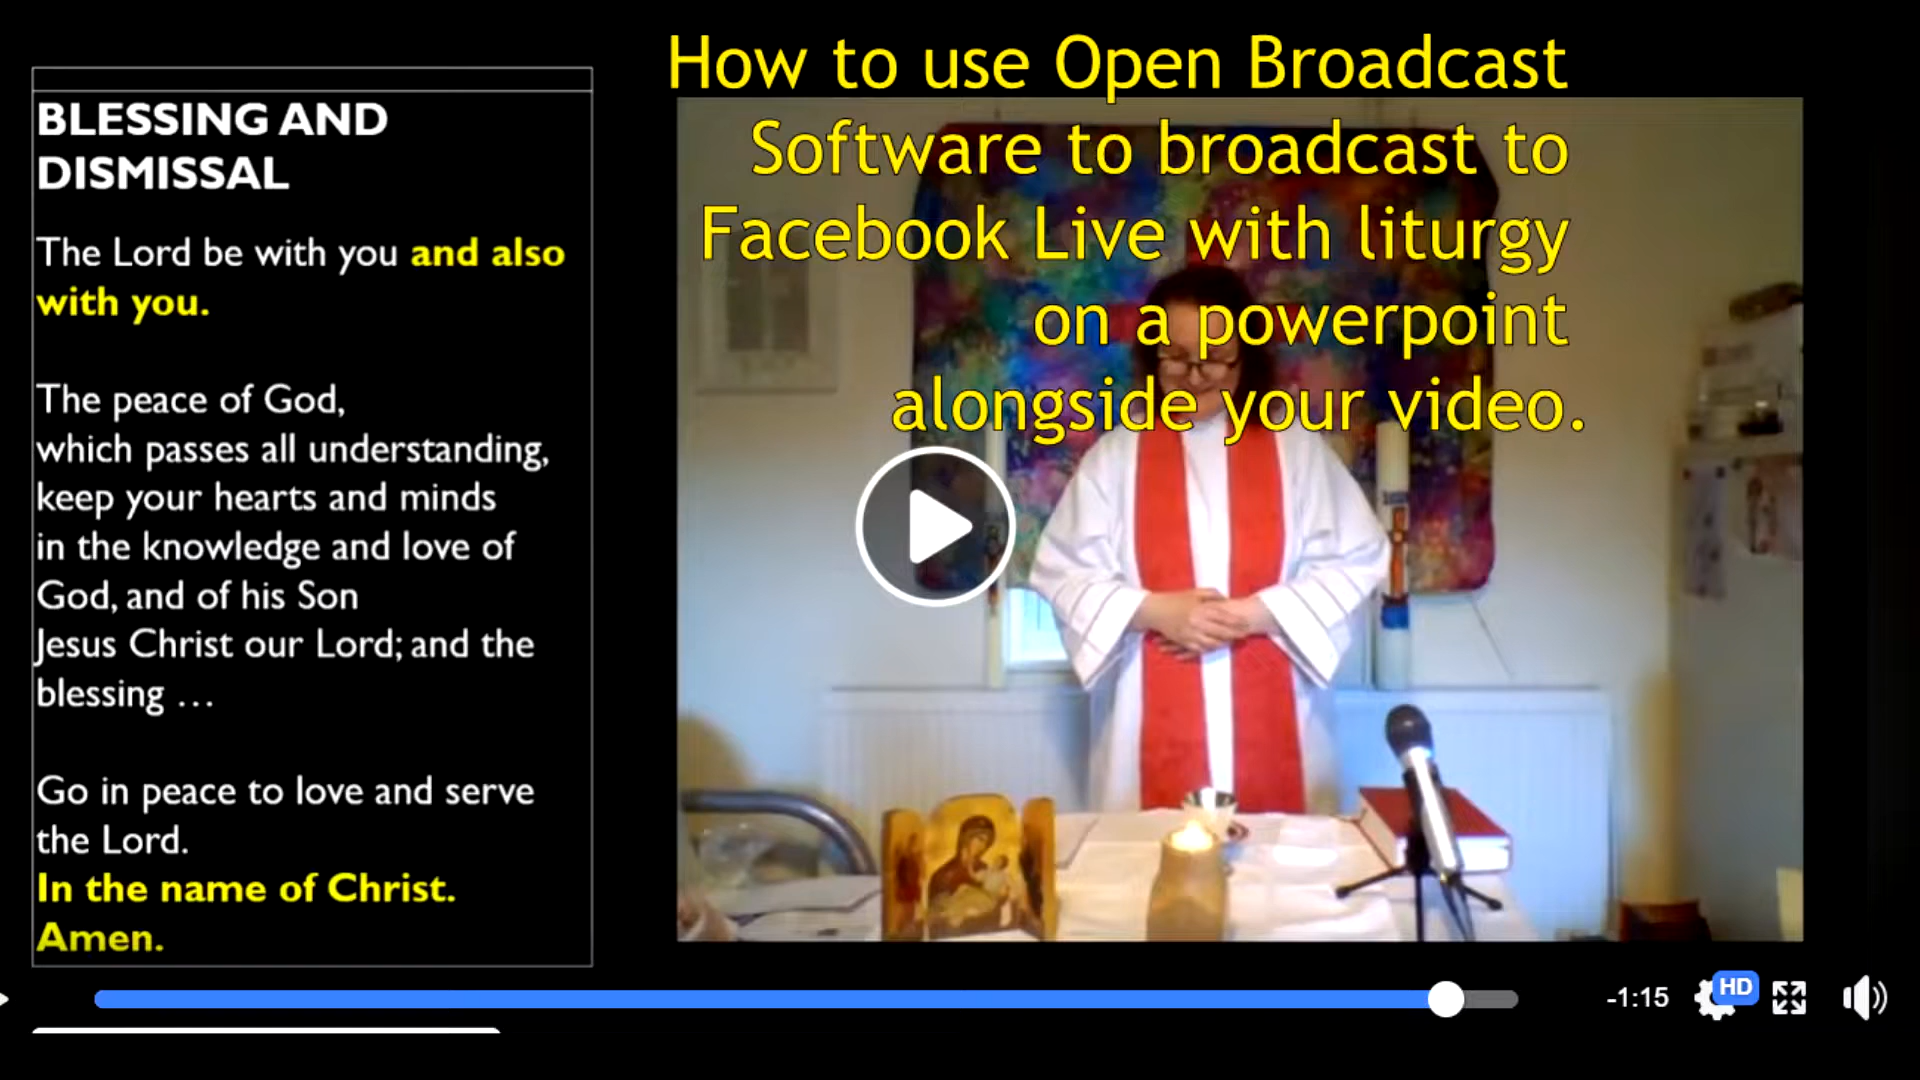 BLESSING AND
DISMISSAL
The Lord be with you and also
with you.
The peace of God,
which passes all understanding,
keep your hearts and minds
in the knowledge and love of
God, and of his Son
Jesus Christ our Lord; and the
blessing …
Go in peace to love and serve
the Lord.
In the name of Christ.
Amen.
How to use Open Broadcast
Software to broadcast to
Facebook Live with liturgy
on a powerpoint
alongside your video.
-1:15
HD